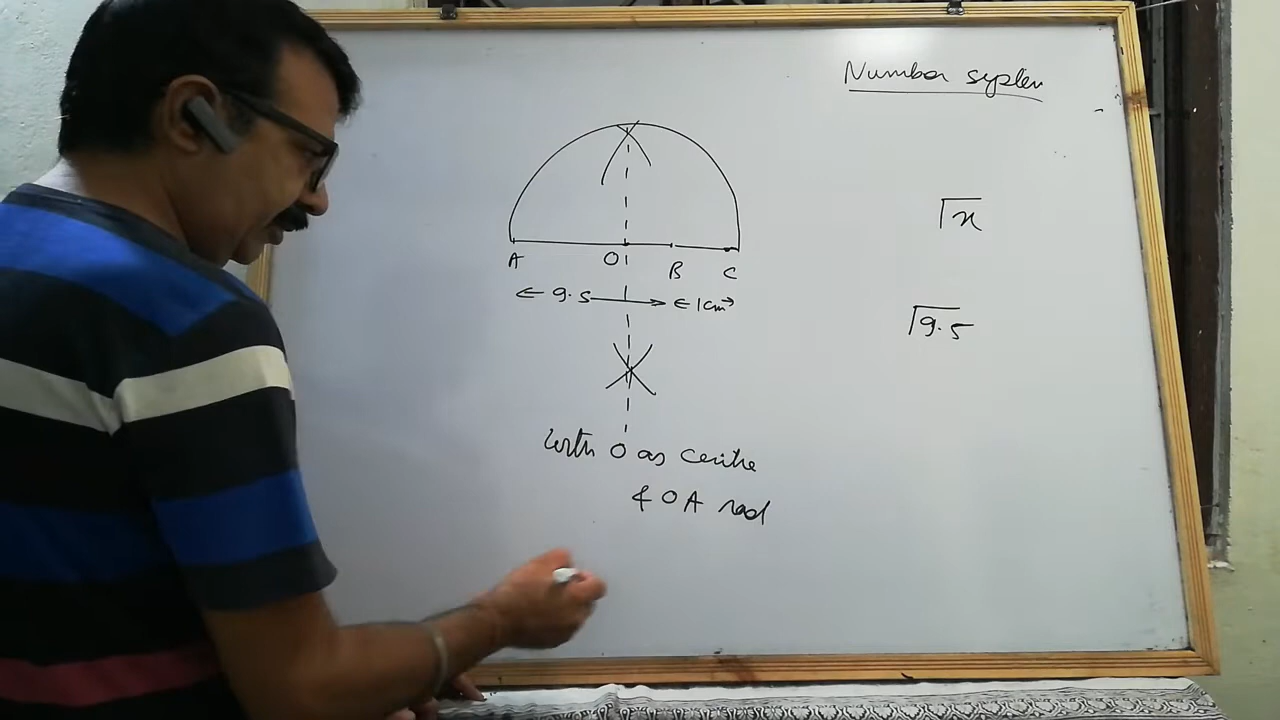 Number system
√x
A O B C
← 9.5 → ← 1cm →
√9.5
With O as centre
& OA rad